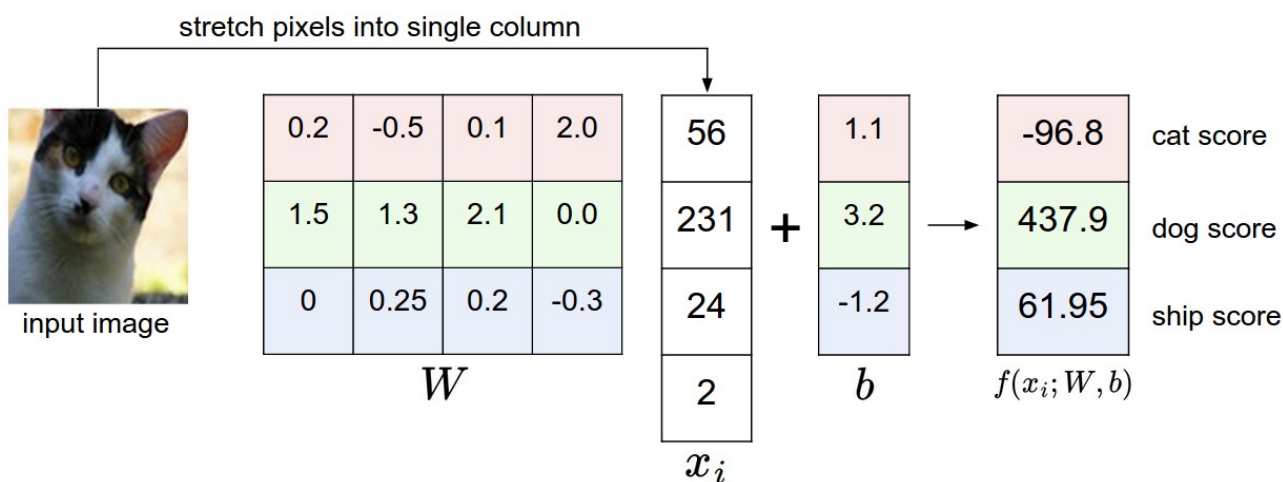 stretch pixels into single column
input image
0.2 -0.5 0.1 2.0
1.5 1.3 2.1 0.0
0 0.25 0.2 -0.3
W
56
231
24
2
x_i
+
1.1
3.2
-1.2
b
-96.8 cat score
437.9 dog score
61.95 ship score
f(x_i; W, b)